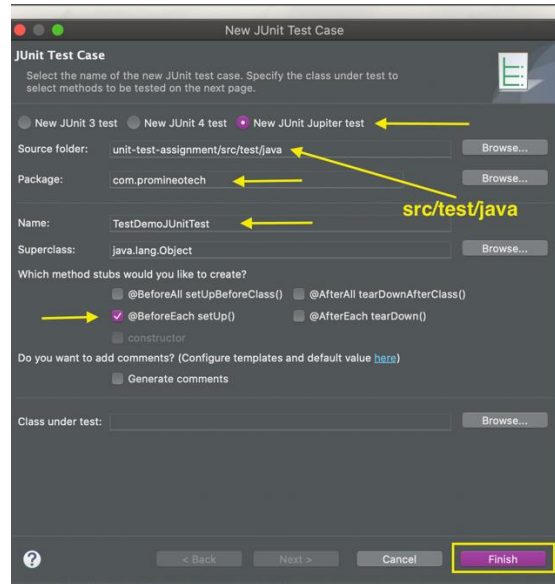 New JUnit Test Case
JUnit Test Case
Select the name of the new JUnit test case. Specify the class under test to
select methods to be tested on the next page.
New JUnit 3 test New JUnit 4 test New JUnit Jupiter test
Source folder: unit-test-assignment/src/test/java Browse...
Package: com.promineotech Browse...
src/test/java
Name: TestDemoJUnitTest
Superclass: java.lang.Object Browse...
Which method stubs would you like to create?
@BeforeAll setUpBeforeClass() @AfterAll tearDownAfterClass()
@BeforeEach setUp() @AfterEach tearDown()
constructor
Do you want to add comments? (Configure templates and default value here)
Generate comments
Class under test: Browse...
? < Back Next > Cancel Finish